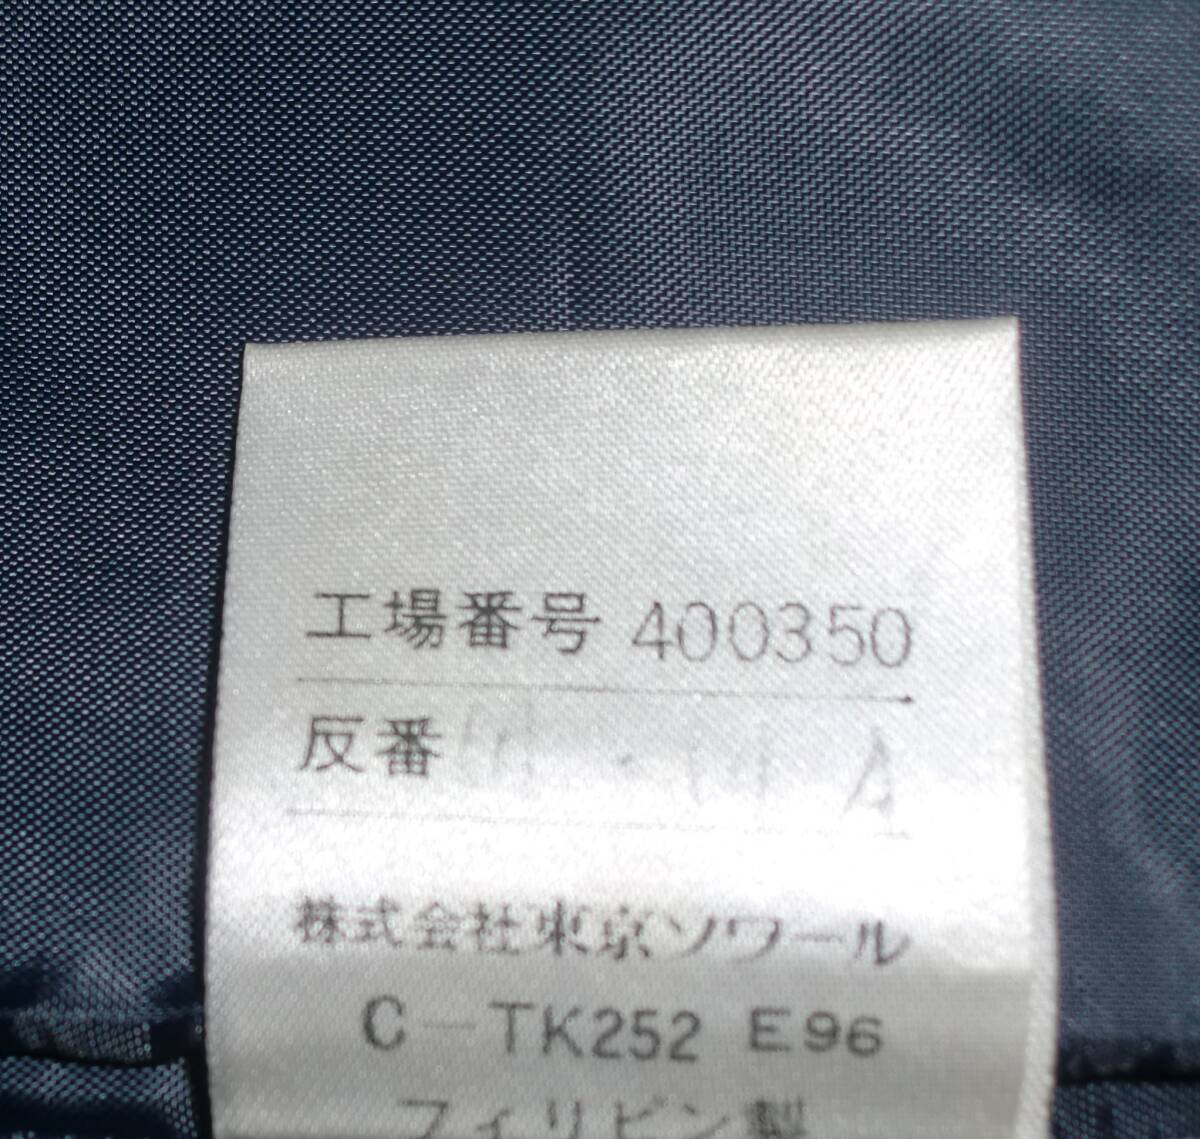 工場番号 400350
反番 A
株式会社東京ソワール
C-TK252 E96
フィリピン製